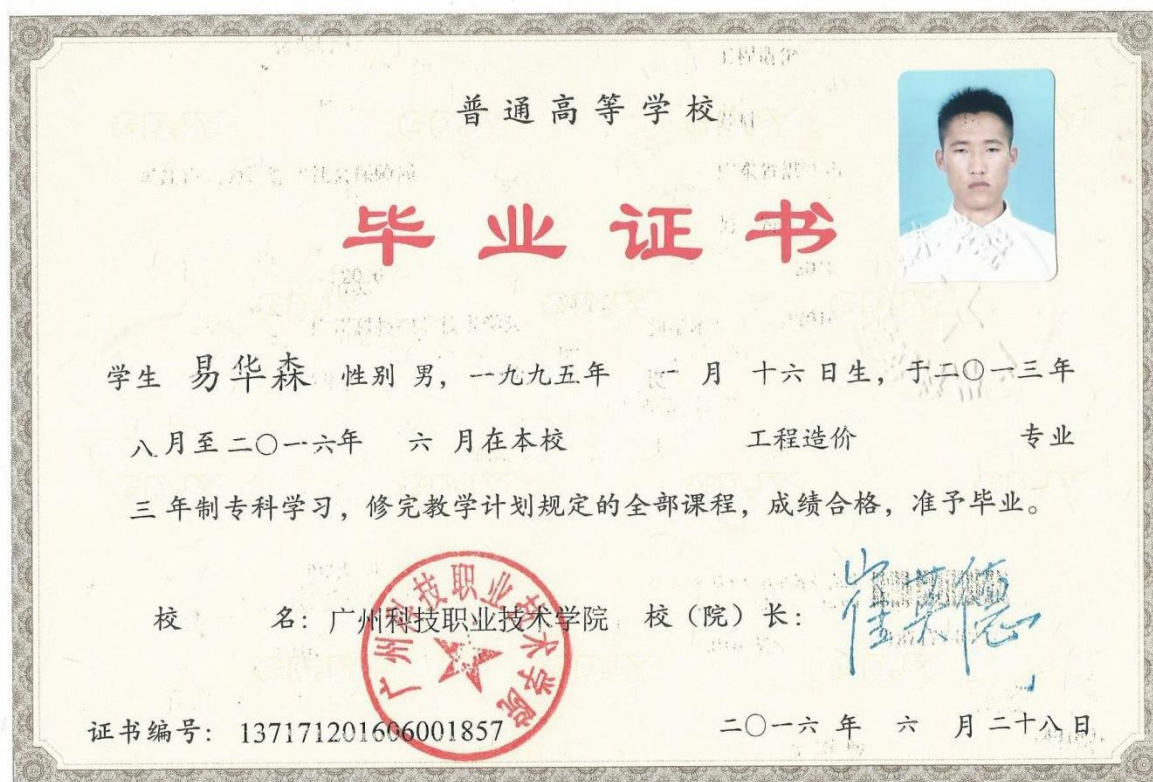 普通高等学校
毕业证书
学生 易华森 性别 男，一九九五年 一 月 十六 日生，于二〇一三年
八月至二〇一六年 六 月在本校 工程造价 专业
三 年制专科学习，修完教学计划规定的全部课程，成绩合格，准予毕业。
校 名：广州科技职业技术学院 校（院）长：崔英德
广州科技职业技术学院
证书编号：137171201606001857
二〇一六 年 六 月 二十八 日